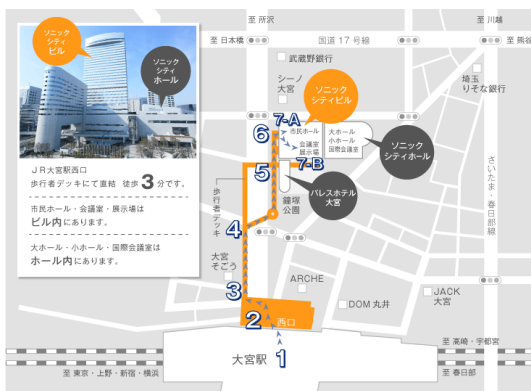 ソニック
シティ
ビル
ソニック
シティ
ホール
JR大宮駅西口
歩行者デッキにて直結 徒歩3分です。
市民ホール・会議室・展示場は
ビル内にあります。
大ホール・小ホール・国際会議室は
ホール内にあります。
至 所沢
至 川越
至 日本橋
国道17号線
至 熊谷
武蔵野銀行
シーノ
大宮
ソニック
シティビル
埼玉
りそな銀行
7-A
6
市民ホール
会議室
展示場
大ホール
小ホール
国際会議室
ソニック
シティホール
7-B
5
鐘塚
公園
パレスホテル
大宮
歩行者デッキ
さいたま・春日部線
4
大宮
そごう
3
ARCHE
DOM 丸井
JACK
大宮
2
西口
1
大宮駅
至 高崎・宇都宮
至 東京・上野・新宿・横浜
至 春日部